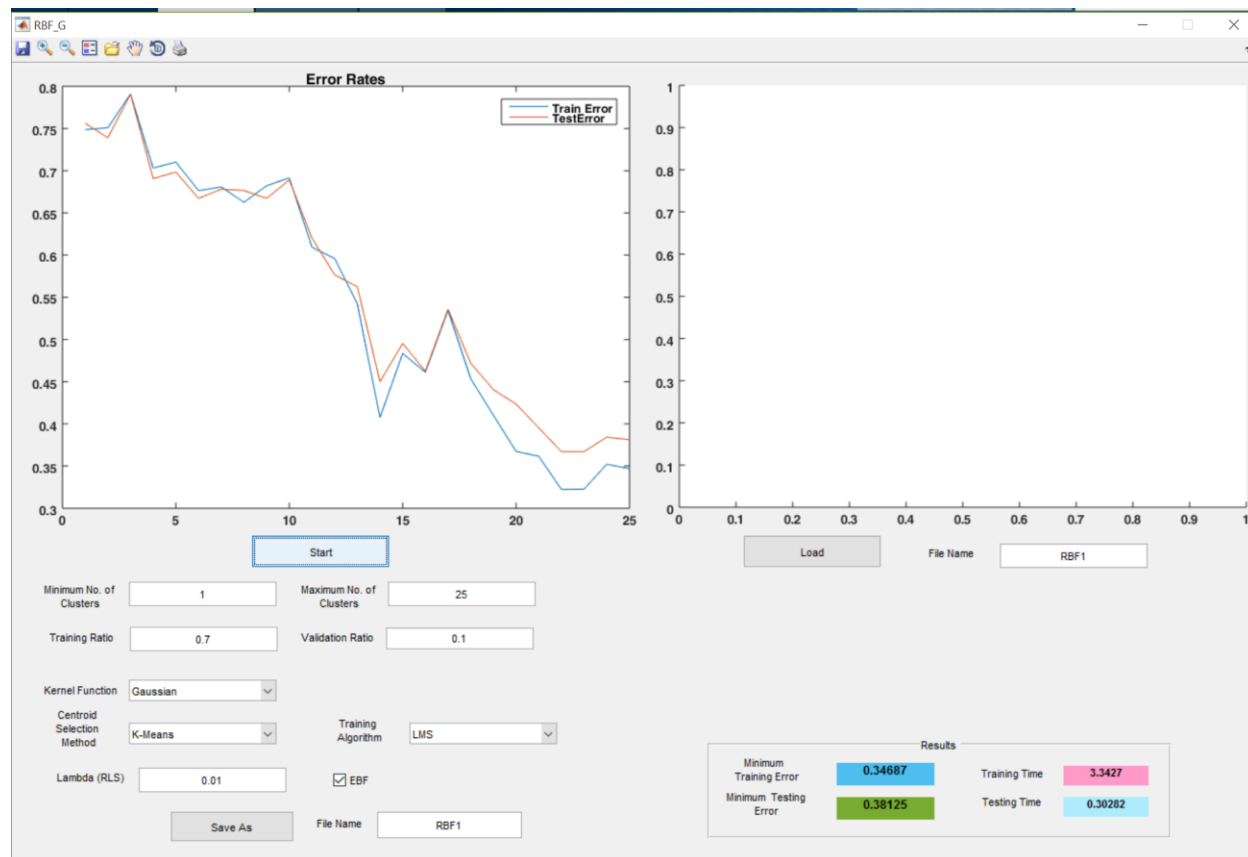 RBF_G
Error Rates
Train Error
TestError
0.8
0.75
0.7
0.65
0.6
0.55
0.5
0.45
0.4
0.35
0.3
0 5 10 15 20 25
1
0.9
0.8
0.7
0.6
0.5
0.4
0.3
0.2
0.1
0
0 0.1 0.2 0.3 0.4 0.5 0.6 0.7 0.8 0.9 1
Start
Load
File Name
RBF1
Minimum No. of
Clusters
1
Maximum No. of
Clusters
25
Training Ratio
0.7
Validation Ratio
0.1
Kernel Function
Gaussian
Centroid
Selection
Method
K-Means
Training
Algorithm
LMS
Lambda (RLS)
0.01
EBF
Save As
File Name
RBF1
Results
Minimum
Training Error
0.34687
Training Time
3.3427
Minimum Testing
Error
0.38125
Testing Time
0.30282